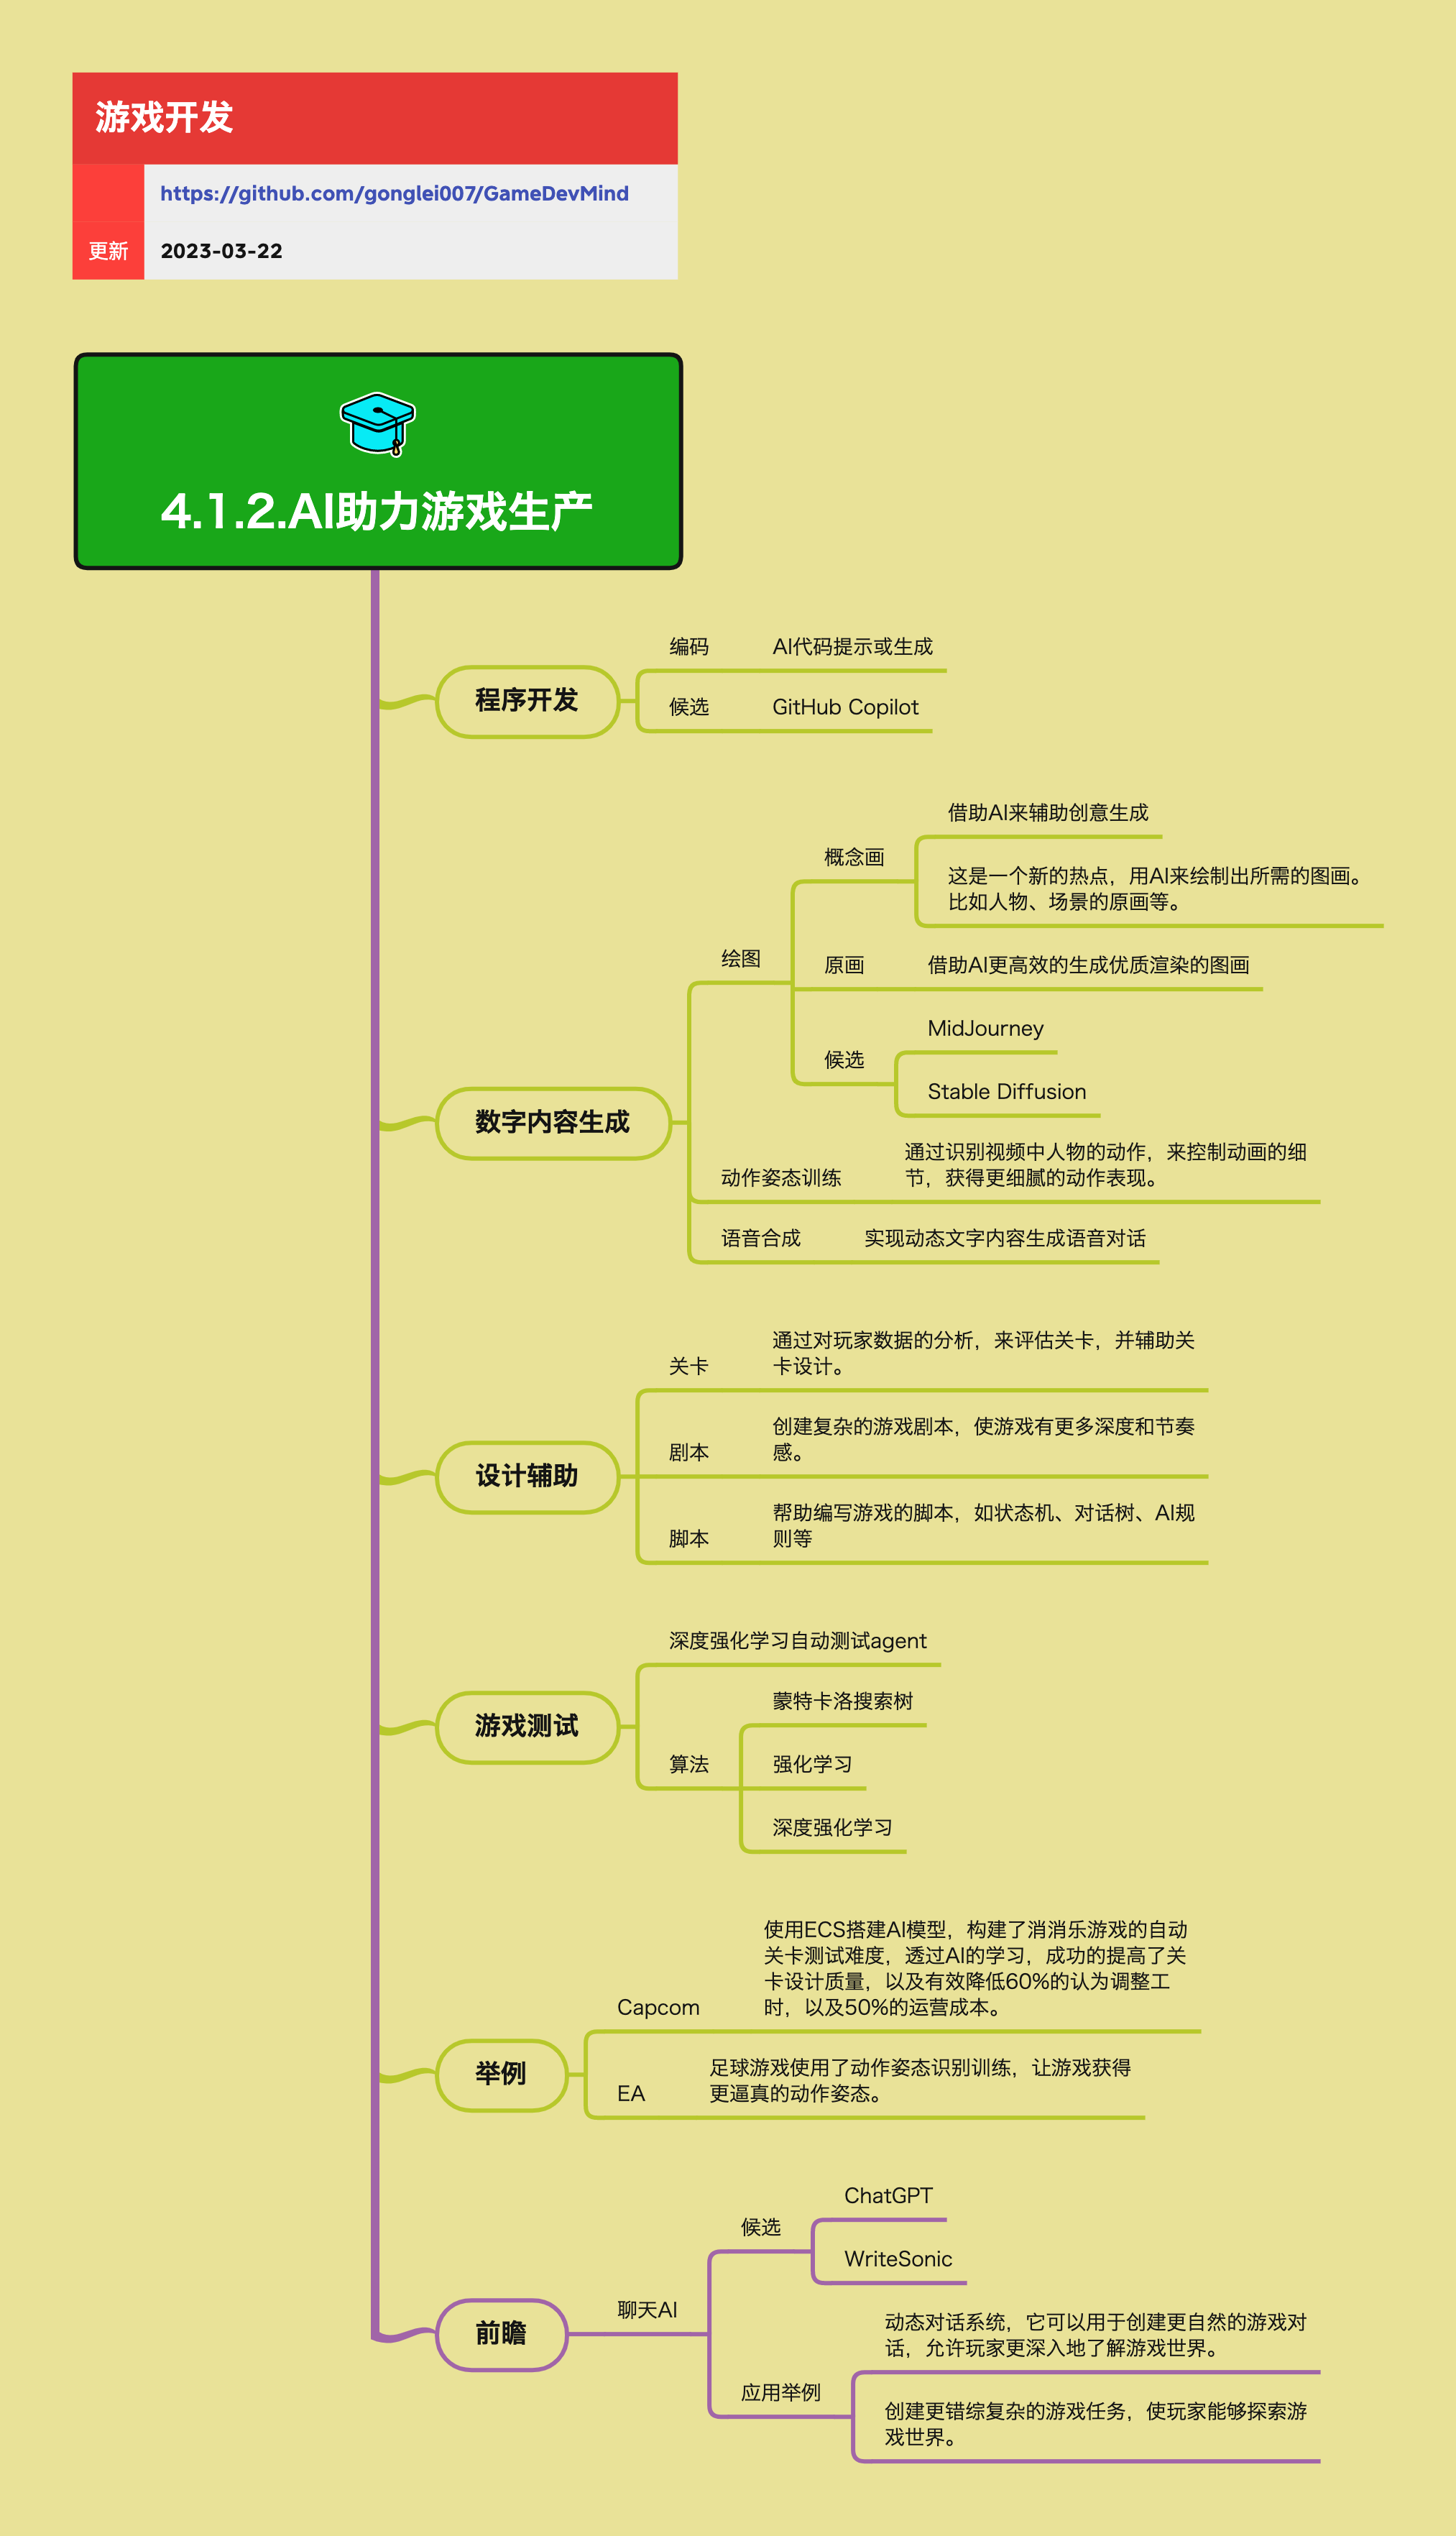 游戏开发
https://github.com/gonglei007/GameDevMind
更新 2023-03-22
4.1.2.AI助力游戏生产
程序开发
编码 AI代码提示或生成
候选 GitHub Copilot
数字内容生成
绘图
概念画
借助AI来辅助创意生成
这是一个新的热点，用AI来绘制出所需的图画。
比如人物、场景的原画等。
原画 借助AI更高效的生成优质渲染的图画
候选
MidJourney
Stable Diffusion
动作姿态训练
通过识别视频中人物的动作，来控制动画的细
节，获得更细腻的动作表现。
语音合成 实现动态文字内容生成语音对话
设计辅助
关卡
通过对玩家数据的分析，来评估关卡，并辅助关
卡设计。
剧本
创建复杂的游戏剧本，使游戏有更多深度和节奏
感。
脚本
帮助编写游戏的脚本，如状态机、对话树、AI规
则等
游戏测试
深度强化学习自动测试agent
算法
蒙特卡洛搜索树
强化学习
深度强化学习
举例
Capcom
使用ECS搭建AI模型，构建了消消乐游戏的自动
关卡测试难度，透过AI的学习，成功的提高了关
卡设计质量，以及有效降低60%的认为调整工
时，以及50%的运营成本。
EA
足球游戏使用了动作姿态识别训练，让游戏获得
更逼真的动作姿态。
前瞻
聊天AI
候选
ChatGPT
WriteSonic
应用举例
动态对话系统，它可以用于创建更自然的游戏对
话，允许玩家更深入地了解游戏世界。
创建更错综复杂的游戏任务，使玩家能够探索游
戏世界。